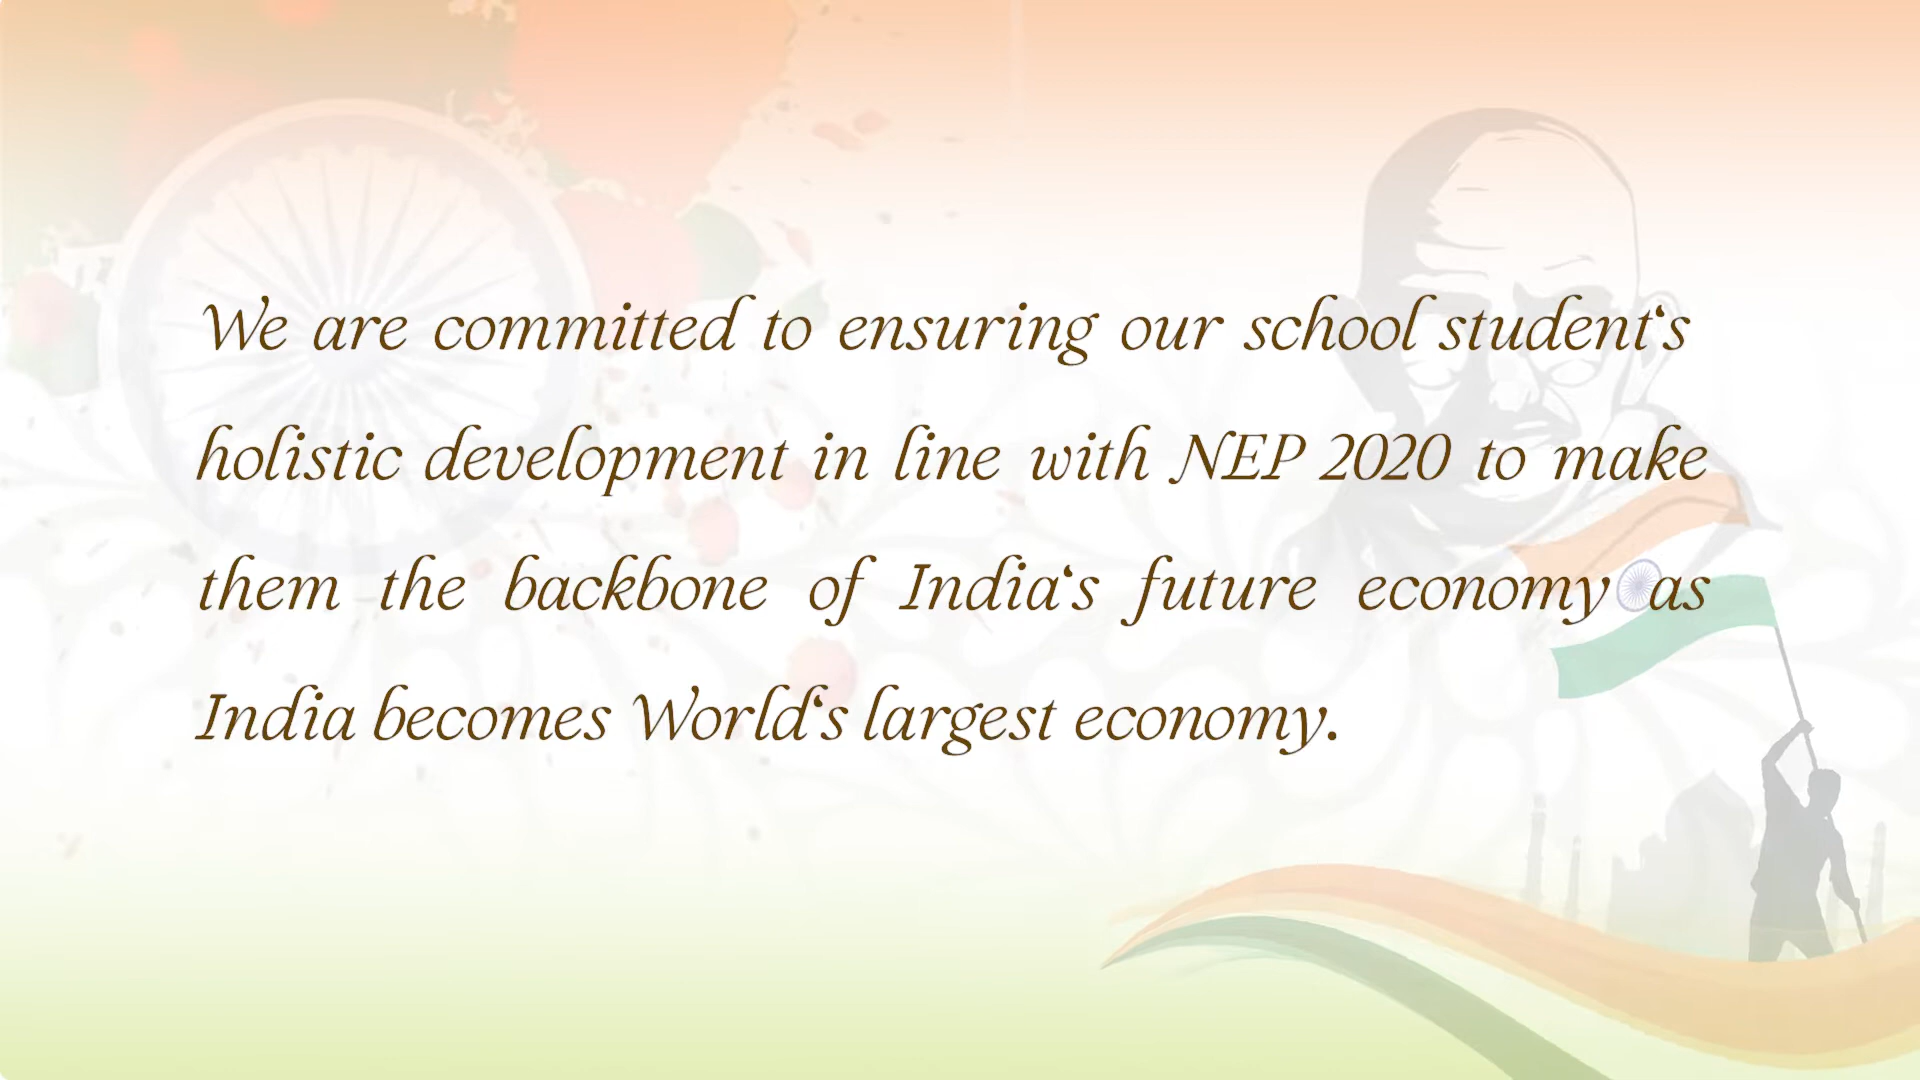 We are committed to ensuring our school student‘s
holistic development in line with NEP 2020 to make
them the backbone of India‘s future economy as
India becomes World‘s largest economy.